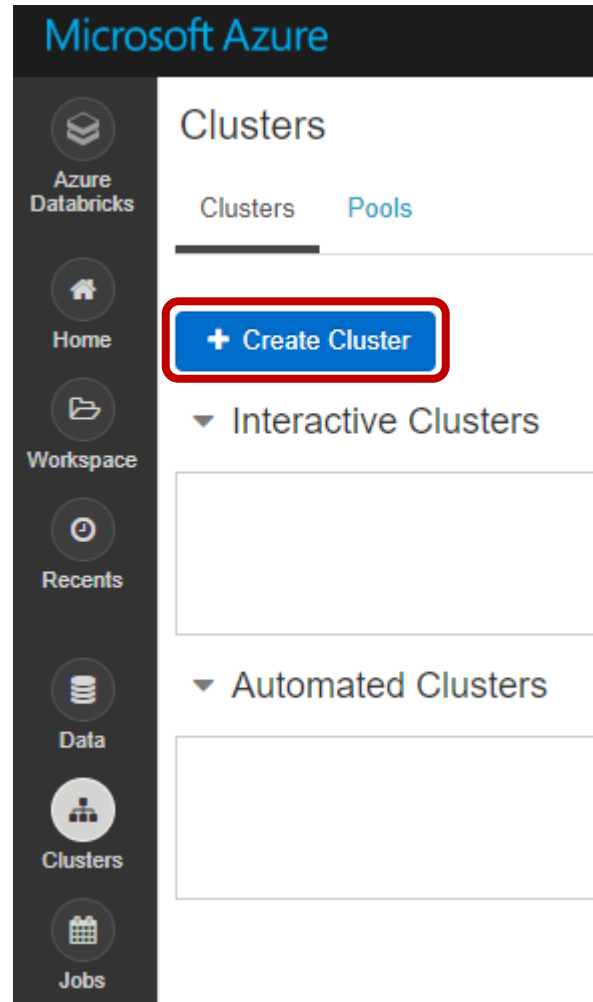 Microsoft Azure
Azure
Databricks
Home
Workspace
Recents
Data
Clusters
Jobs
Clusters
Clusters Pools
+ Create Cluster
Interactive Clusters
Automated Clusters